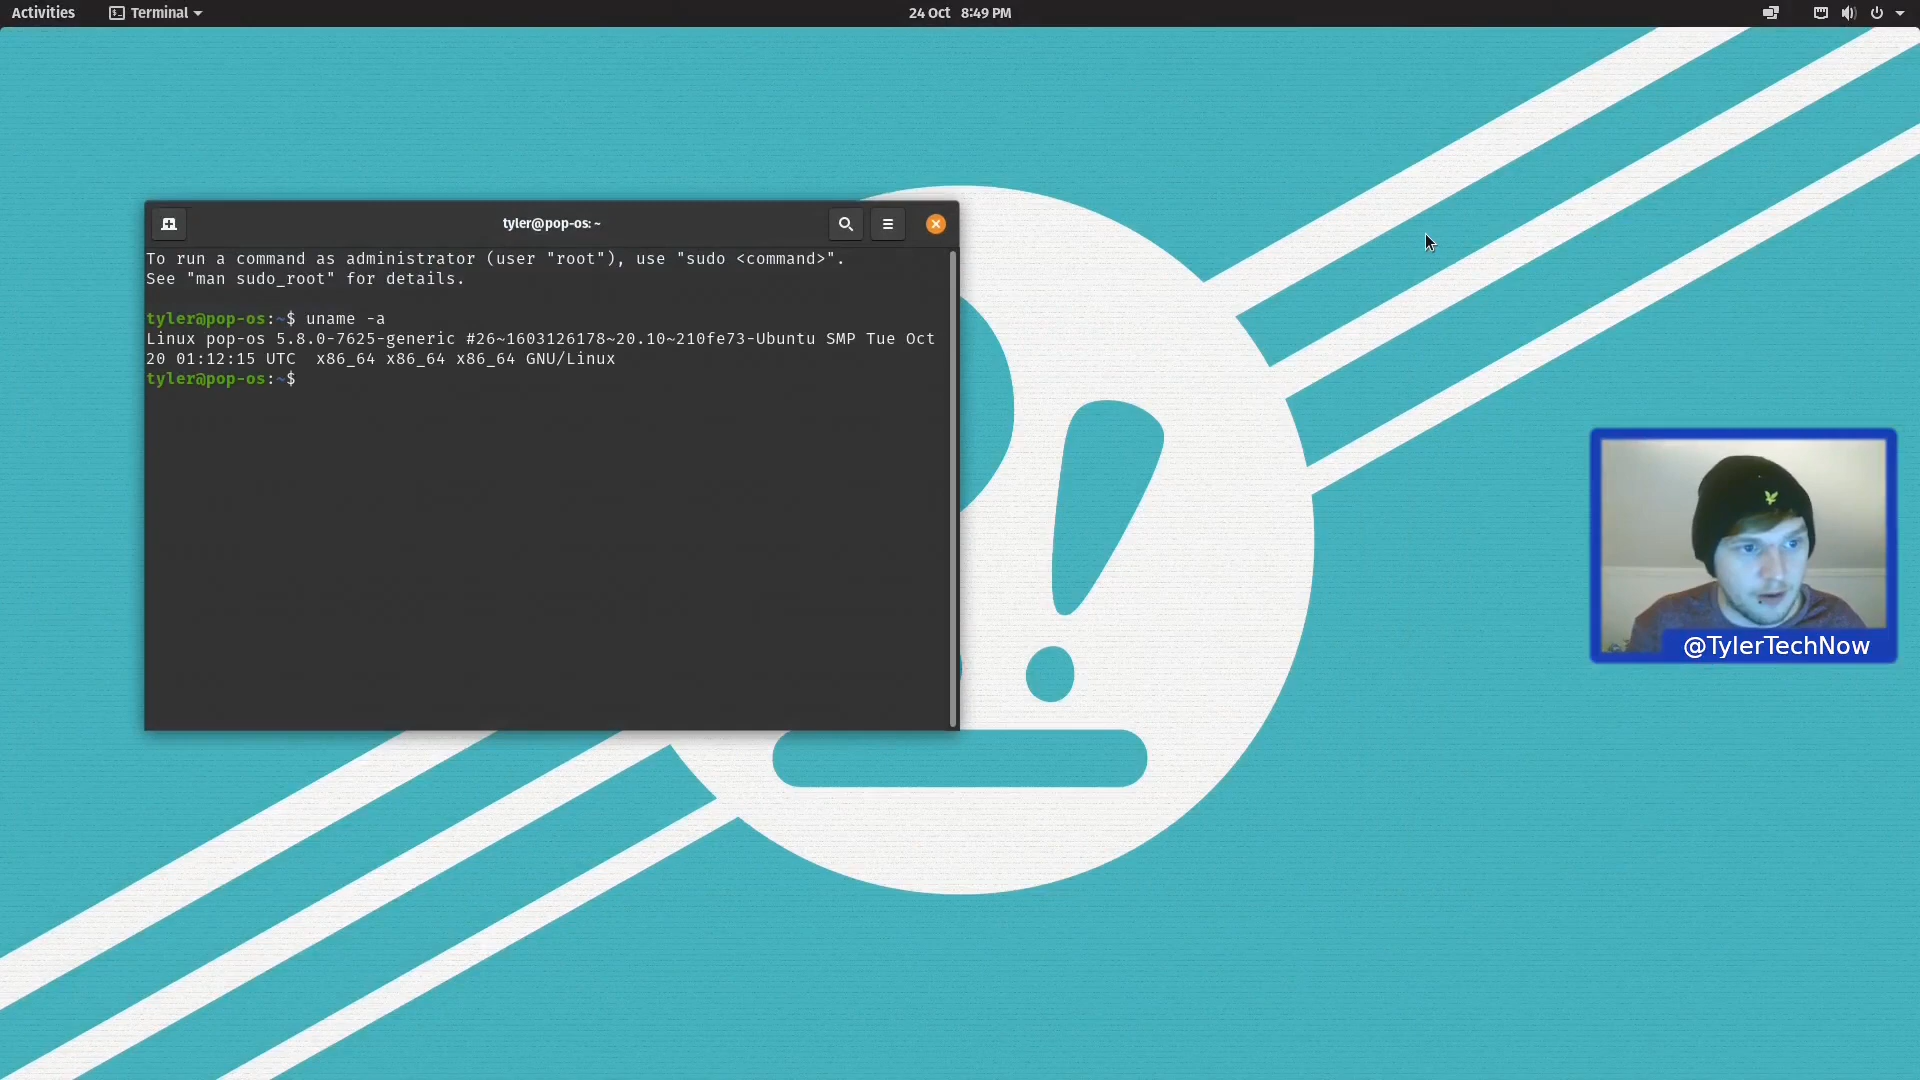 Activities
Terminal
24 Oct 8:49 PM
tyler@pop-os: ~
To run a command as administrator (user "root"), use "sudo <command>".
See "man sudo_root" for details.
tyler@pop-os:~$ uname -a
Linux pop-os 5.8.0-7625-generic #26~1603126178~20.10~210fe73-Ubuntu SMP Tue Oct
20 01:12:15 UTC  x86_64 x86_64 x86_64 GNU/Linux
tyler@pop-os:~$
@TylerTechNow